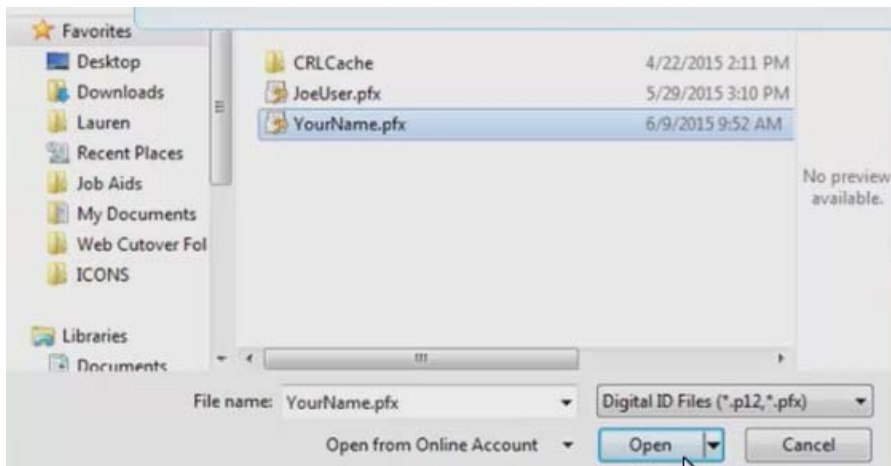 Favorites
Desktop
Downloads
Lauren
Recent Places
Job Aids
My Documents
Web Cutover Fol
ICONS
Libraries
Documents
CRLCache 4/22/2015 2:11 PM
JoeUser.pfx 5/29/2015 3:10 PM
YourName.pfx 6/9/2015 9:52 AM
No preview
available.
File name: YourName.pfx Digital ID Files (*.p12,*.pfx)
Open from Online Account Open Cancel